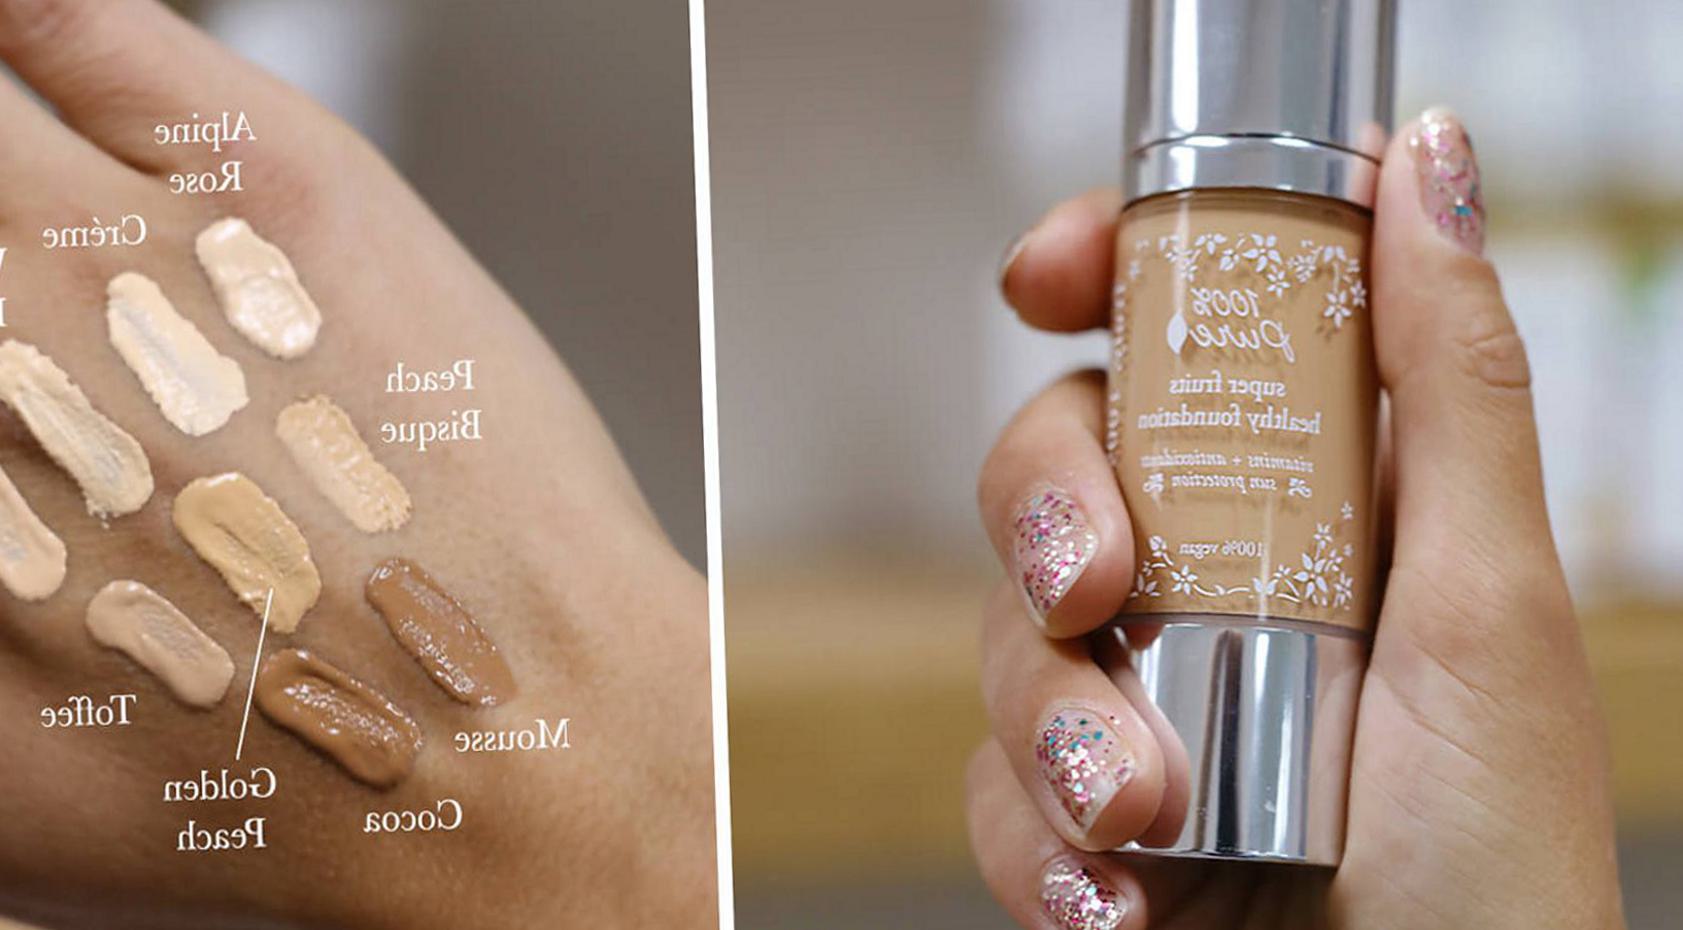 Alpine
Rose
Créme
Peach
Bisque
Toffee
Golden
Peach
Mousse
Cocoa
100%
Pure
super fruits
healthy foundation
vitamins + antioxidants
sun protection
100% vegan